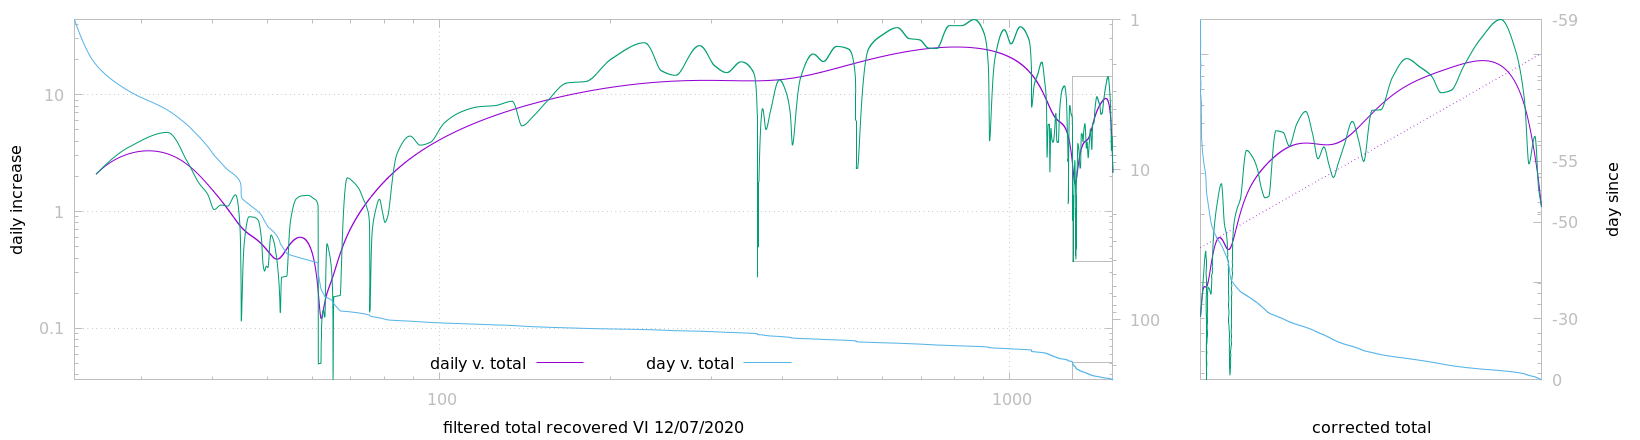 daily increase
10
1
0.1
100
1000
1
10
100
daily v. total
day v. total
filtered total recovered VI 12/07/2020
-59
-55
-50
-30
0
day since
corrected total